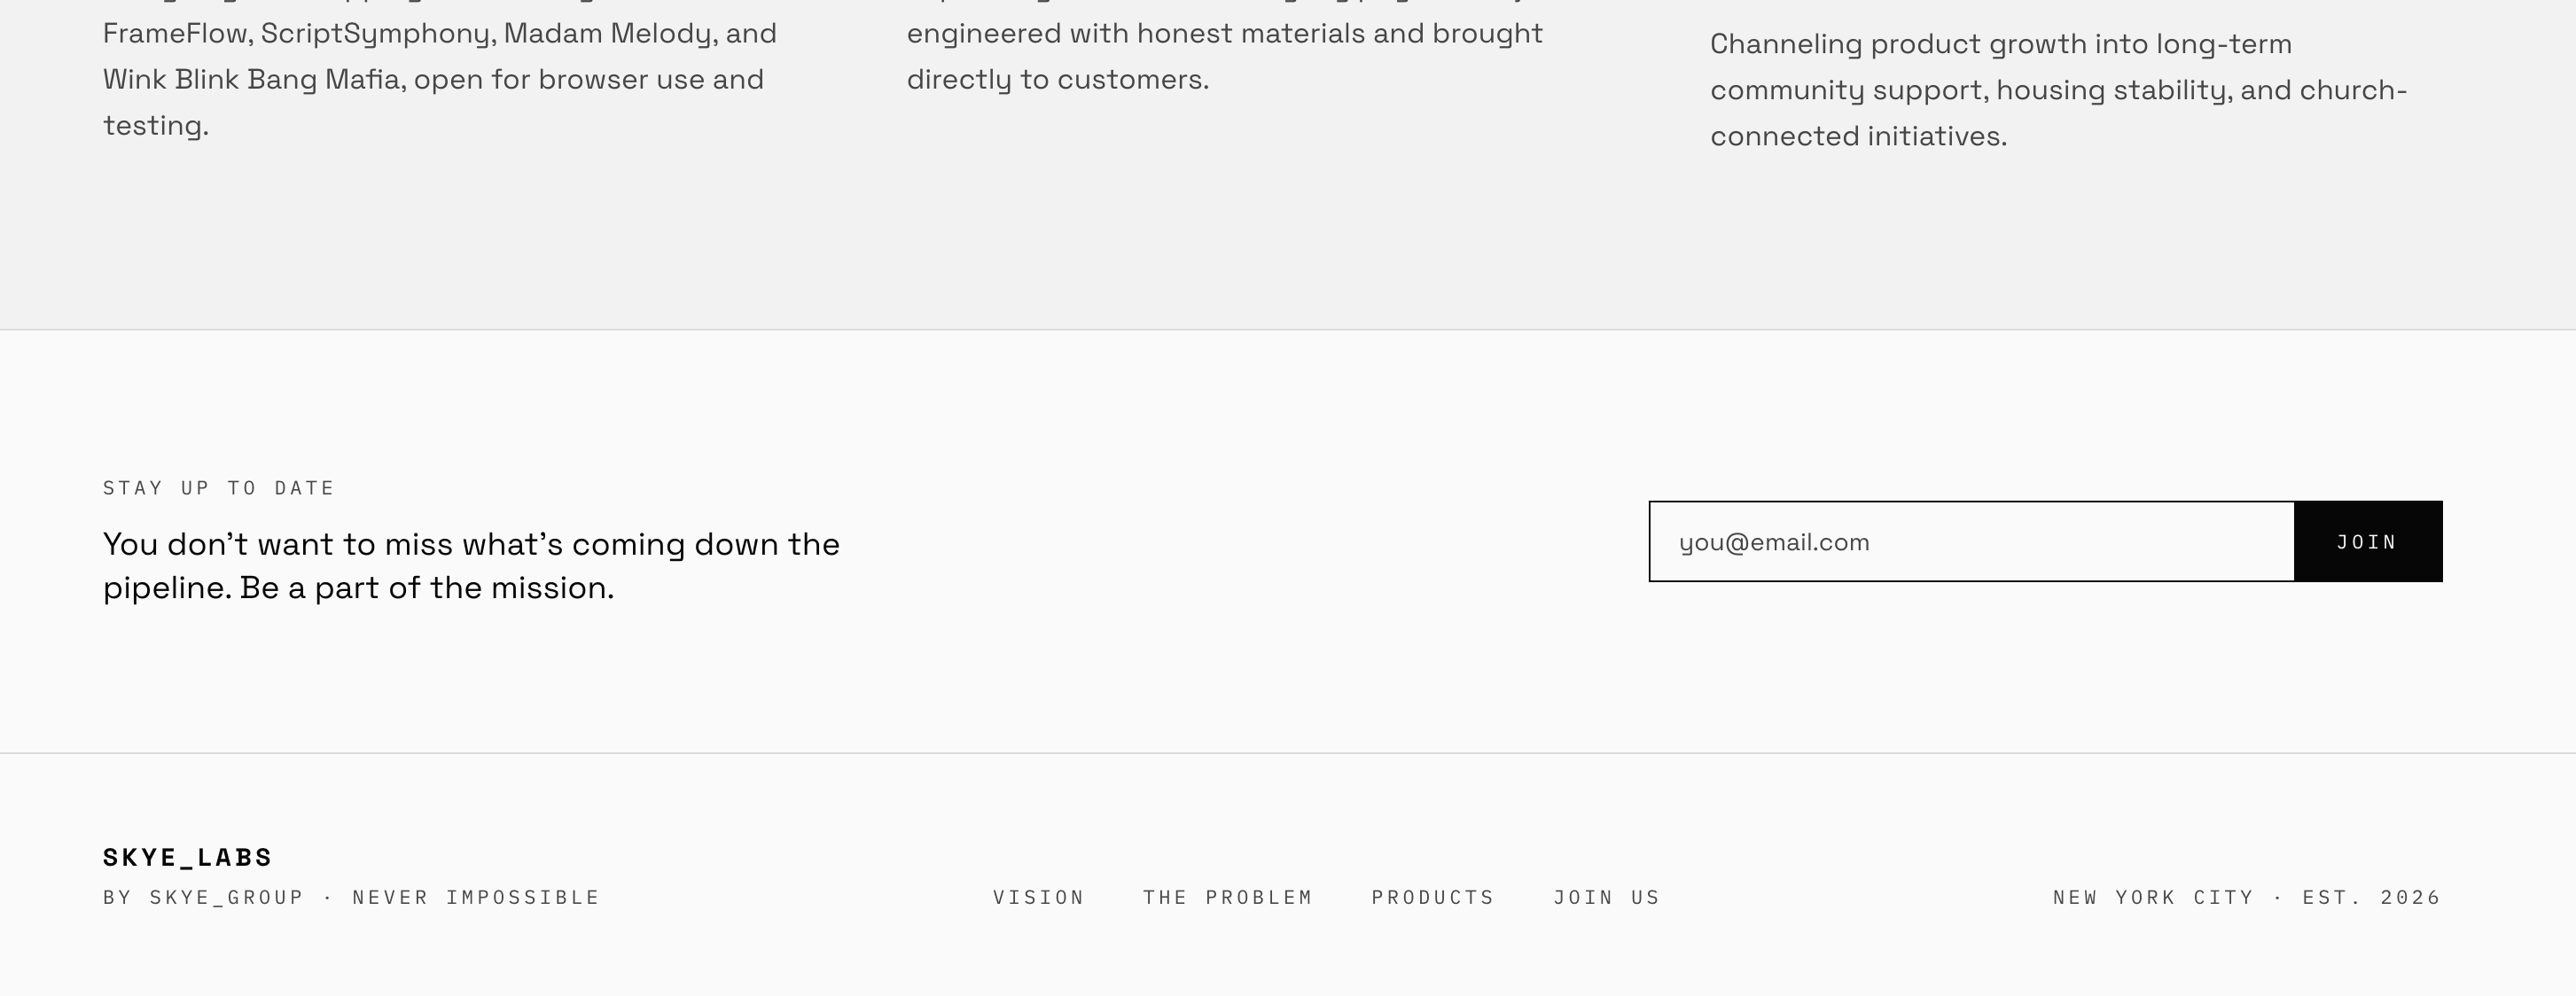 FrameFlow, ScriptSymphony, Madam Melody, and
Wink Blink Bang Mafia, open for browser use and
testing.
engineered with honest materials and brought
directly to customers.
Channeling product growth into long-term
community support, housing stability, and church-
connected initiatives.
STAY UP TO DATE
You don’t want to miss what’s coming down the
pipeline. Be a part of the mission.
you@email.com
JOIN
SKYE_LABS
BY SKYE_GROUP · NEVER IMPOSSIBLE
VISION
THE PROBLEM
PRODUCTS
JOIN US
NEW YORK CITY · EST. 2026